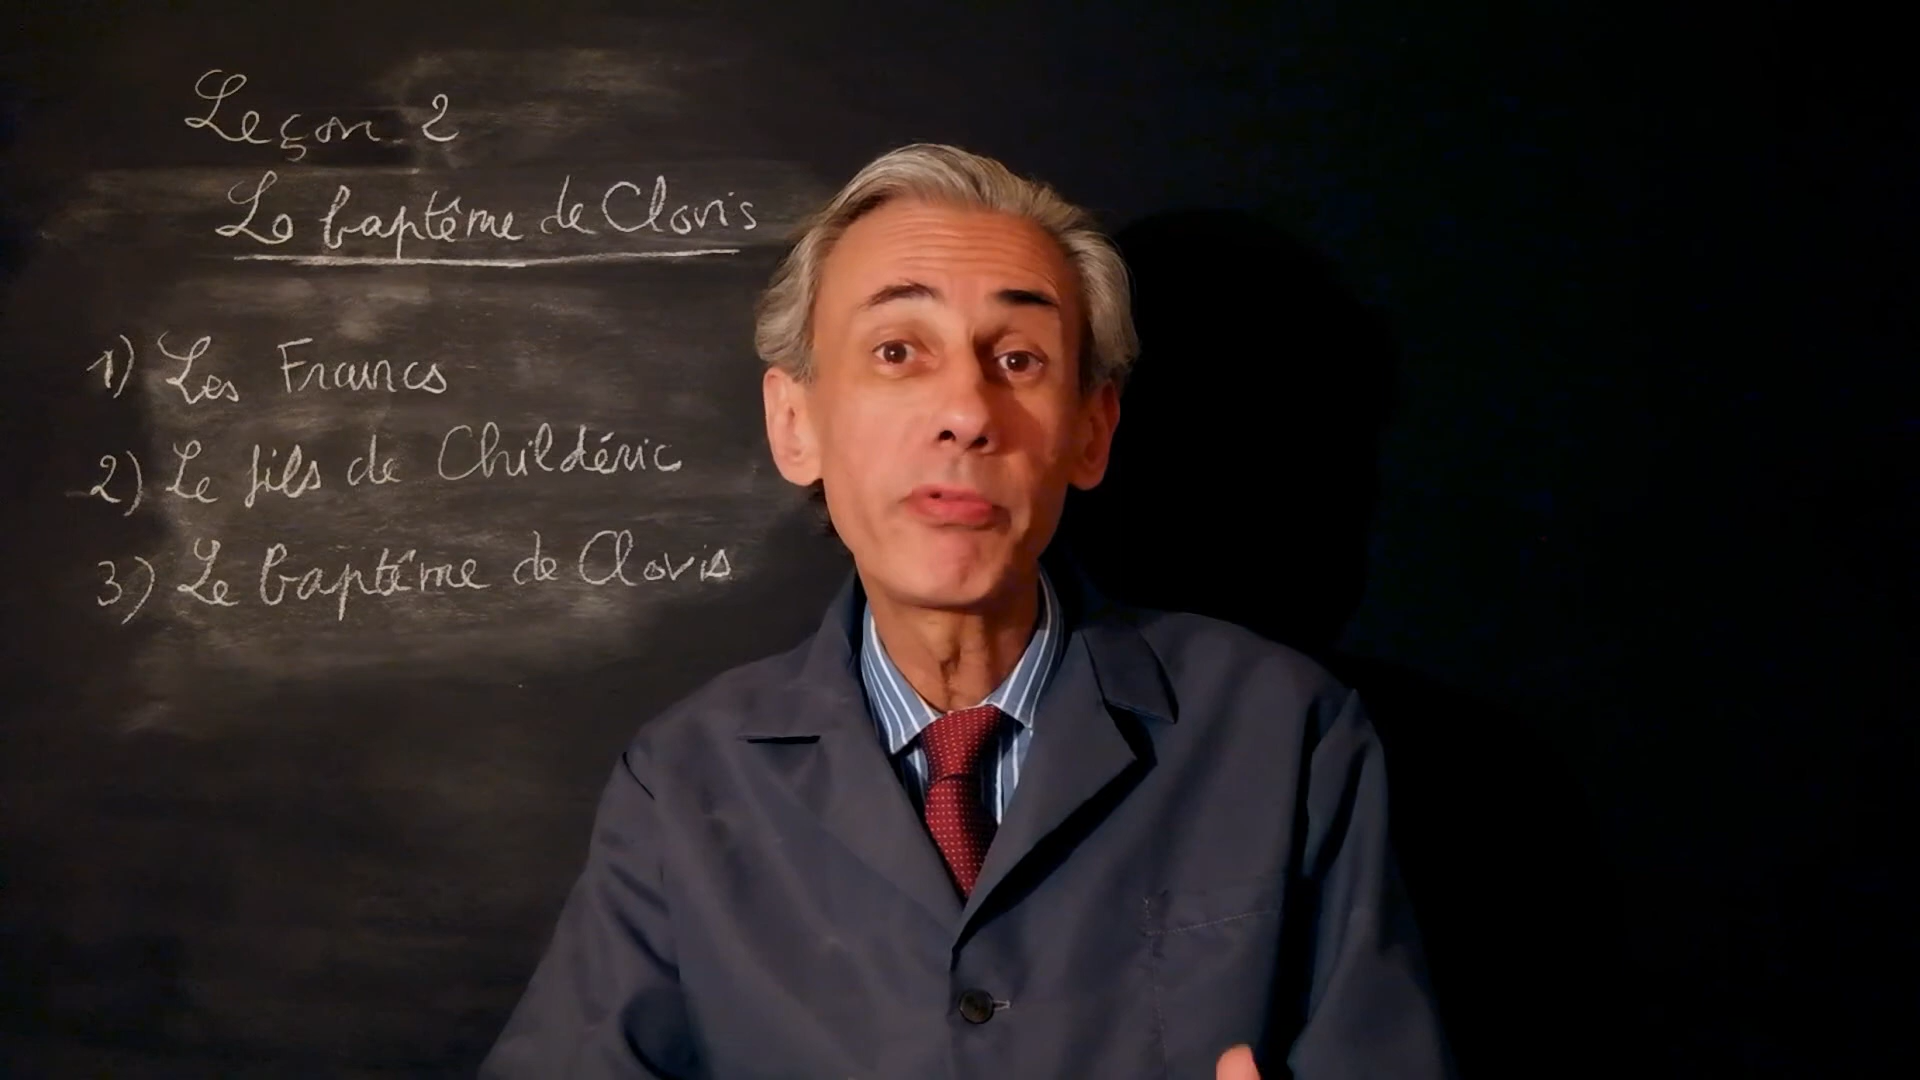 Leçon 2
Le baptême de Clovis
1) Les Francs
2) Le fils de Childéric
3) Le baptême de Clovis